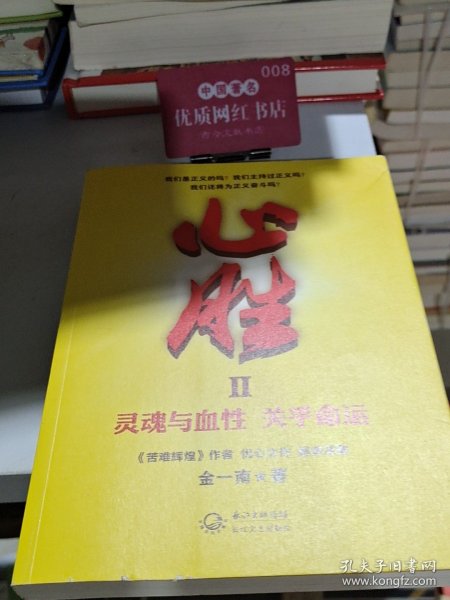 008
中国著名
优质网红书店
我们是正义的吗？我们主持过正义吗？
我们还将为正义奋斗吗？
心
胜
II
灵魂与血性 关乎命运
《苦难辉煌》作者
金一南 著
孔夫子旧书网
www.kongfz.com